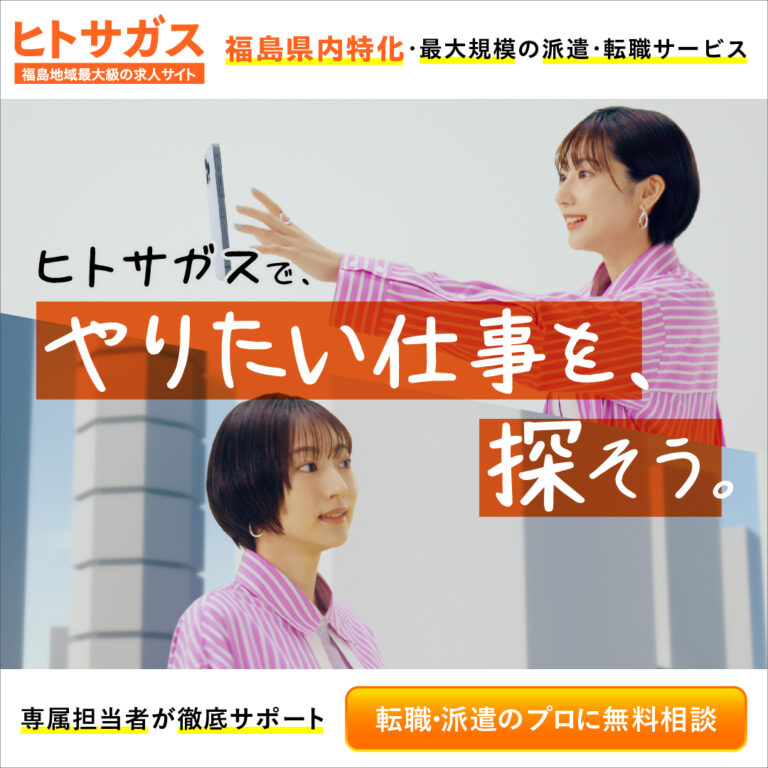 ヒトサガス
福島地域最大級の求人サイト
福島県内特化・最大規模の派遣・転職サービス
ヒトサガスで、
やりたい仕事を、
探そう。
専属担当者が徹底サポート
転職・派遣のプロに無料相談